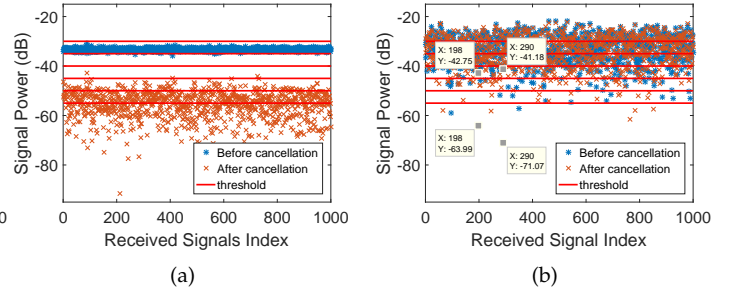 -20
-40
-60
-80
Signal Power (dB)
Before cancellation
After cancellation
threshold
0 200 400 600 800 1000
Received Signals Index
(a)
-20
-40
-60
-80
Signal Power (dB)
X: 198
Y: -42.75
X: 290
Y: -41.18
X: 198
Y: -63.99
X: 290
Y: -71.07
Before cancellation
After cancellation
threshold
0 200 400 600 800 1000
Received Signal Index
(b)